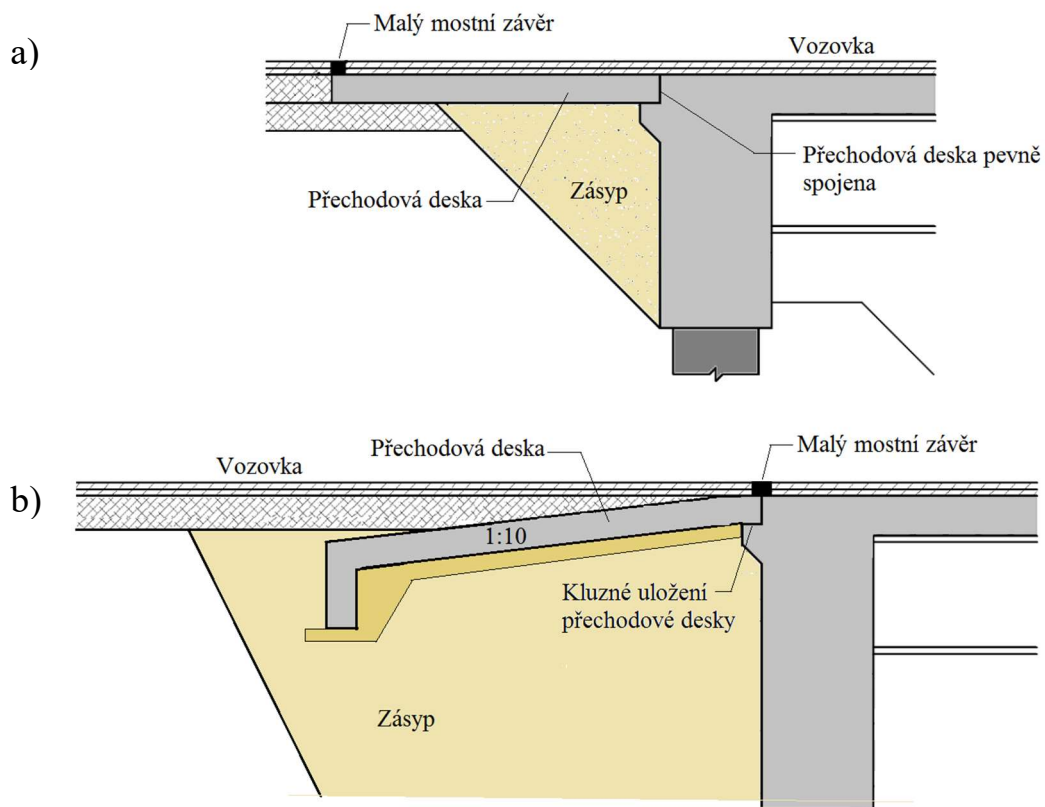 a)
Malý mostní závěr
Vozovka
Přechodová deska
Zásyp
Přechodová deska pevně
spojena
b)
Vozovka
Přechodová deska
Malý mostní závěr
1:10
Kluzné uložení
přechodové desky
Zásyp